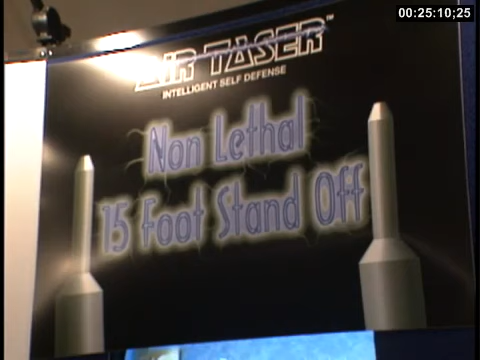 00:25:10;25
AIR TASER™
INTELLIGENT SELF DEFENSE
Non Lethal
15 Foot Stand Off